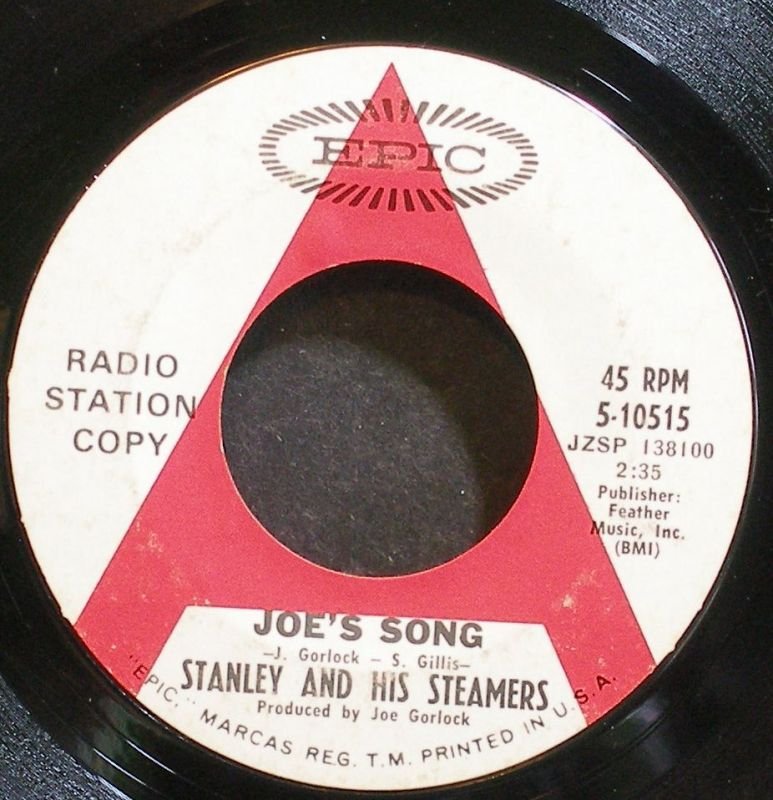 EPIC
RADIO
STATION
COPY
45 RPM
5-10515
JZSP 138100
2:35
Publisher:
Feather
Music, Inc.
(BMI)
JOE'S SONG
—J. Gorlock — S. Gillis—
STANLEY AND HIS STEAMERS
Produced by Joe Gorlock
"EPIC," MARCAS REG. T.M. PRINTED IN U.S.A.